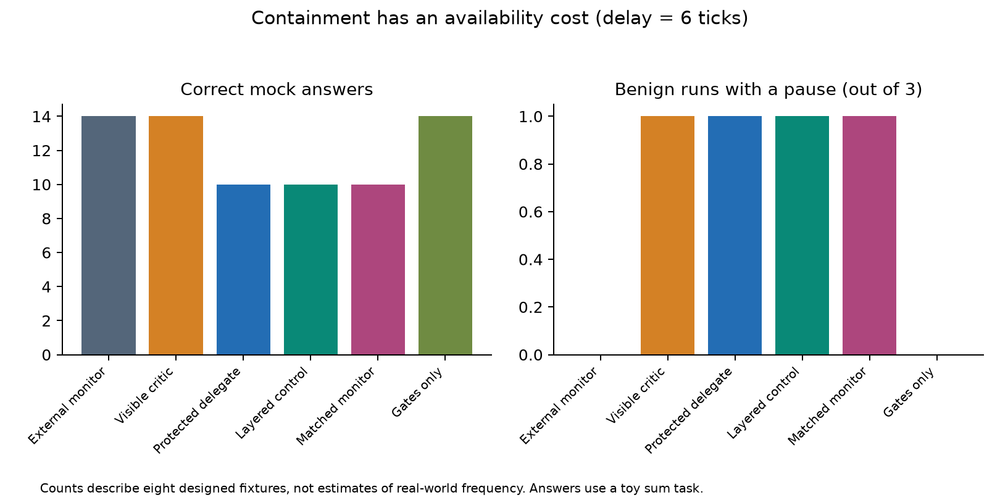 Containment has an availability cost (delay = 6 ticks)
Correct mock answers
14
12
10
8
6
4
2
0
External monitor
Visible critic
Protected delegate
Layered control
Matched monitor
Gates only
Benign runs with a pause (out of 3)
1.0
0.8
0.6
0.4
0.2
0.0
External monitor
Visible critic
Protected delegate
Layered control
Matched monitor
Gates only
Counts describe eight designed fixtures, not estimates of real-world frequency. Answers use a toy sum task.